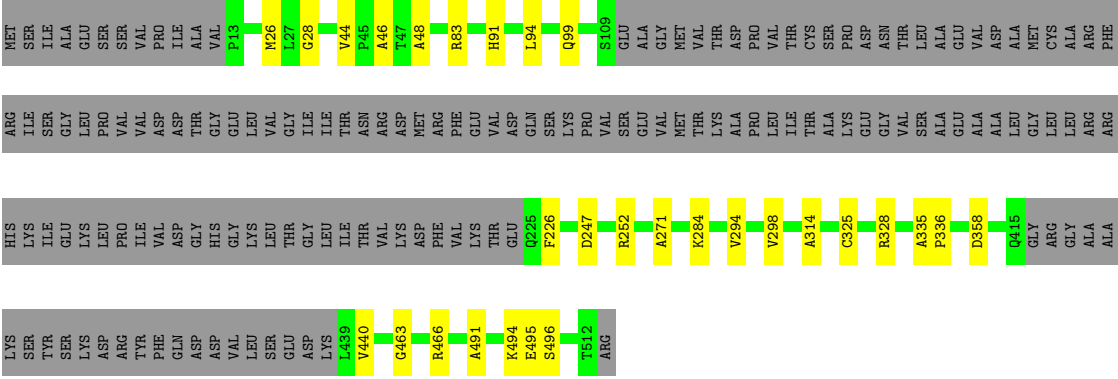 MET SER ILE ALA GLU SER SER VAL PRO ILE ALA VAL P13 M26 L27 G28 V44 P45 A46 T47 A48 R83 H91 L94 Q99 S109 GLU ALA GLY MET VAL THR ASP PRO VAL THR CYS SER PRO ASP ASN THR LEU ALA GLU VAL ASP ALA MET CYS ALA ARG PHE
ARG ILE SER GLY LEU PRO VAL VAL ASP ASP THR GLY GLU LEU VAL GLY ILE ILE THR ASN ARG ASP MET ARG PHE GLU VAL ASP GLN SER LYS PRO VAL SER GLU VAL MET THR LYS ALA PRO LEU ILE THR ALA LYS GLU GLY VAL SER ALA GLU ALA ALA LEU GLY LEU LEU ARG ARG
HIS LYS ILE GLU LYS LEU PRO ILE VAL ASP GLY HIS GLY LYS LEU THR GLY LEU ILE THR VAL LYS ASP PHE VAL LYS THR GLU Q225 F226 D247 R252 A271 K284 V294 V298 A314 C325 R328 A335 P336 D358 Q415 GLY ARG GLY ALA ALA
LYS SER TYR SER LYS ASP ARG TYR PHE GLN ASP ASP VAL LEU SER GLU ASP LYS L439 V440 G463 R466 A491 K494 E495 S496 T512 ARG